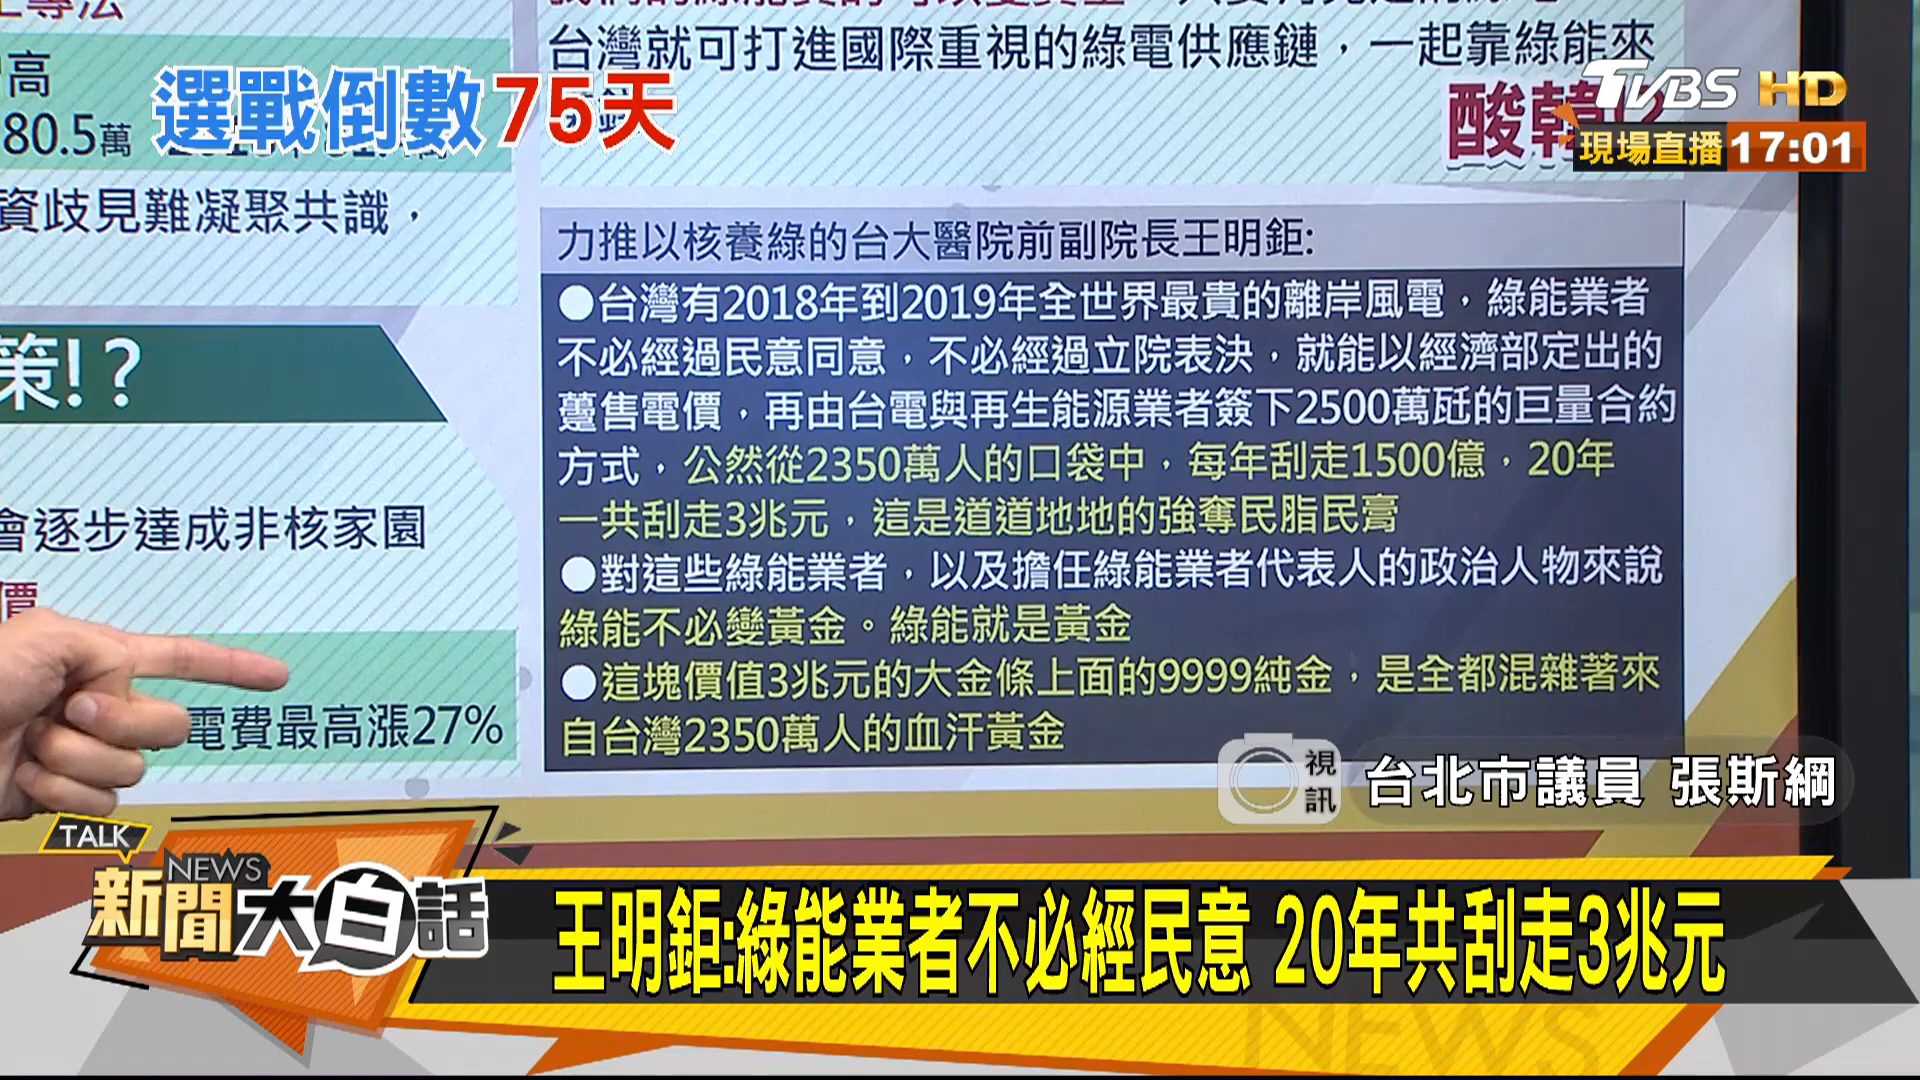 台灣就可打進國際重視的綠電供應鏈，一起靠綠能來
選戰倒數75天
TVBS HD
酸韓!?
現場直播 17:01
高
80.5萬
資歧見難凝聚共識，
策!?
會逐步達成非核家園
價
電費最高漲27%
力推以核養綠的台大醫院前副院長王明鉅:
●台灣有2018年到2019年全世界最貴的離岸風電，綠能業者
不必經過民意同意，不必經過立院表決，就能以經濟部定出的
躉售電價，再由台電與再生能源業者簽下2500萬瓩的巨量合約
方式，公然從2350萬人的口袋中，每年刮走1500億，20年
一共刮走3兆元，這是道道地地的強奪民脂民膏
●對這些綠能業者，以及擔任綠能業者代表人的政治人物來說
綠能不必變黃金。綠能就是黃金
●這塊價值3兆元的大金條上面的9999純金，是全都混雜著來
自台灣2350萬人的血汗黃金
視訊
台北市議員 張斯綱
TALK
NEWS
新聞大白話
王明鉅:綠能業者不必經民意 20年共刮走3兆元
NEWS